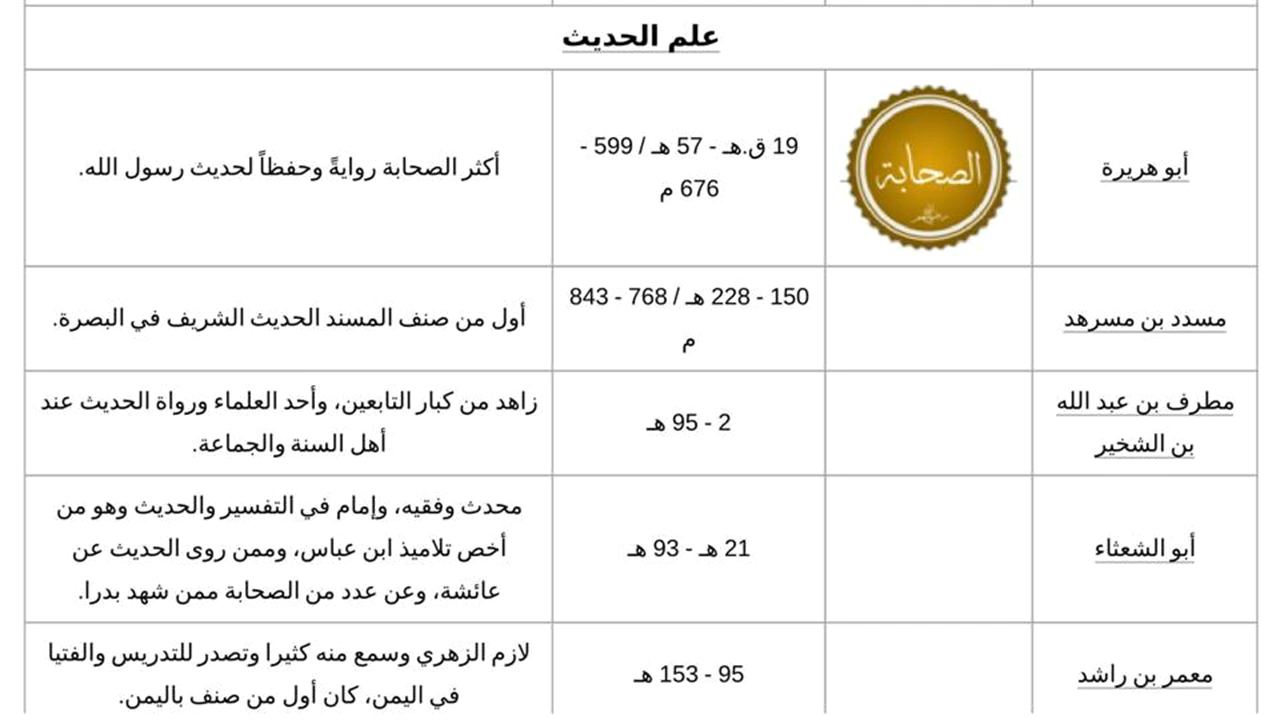 علم الحديث
أبو هريرة
الصحابة
19 ق.هـ - 57 هـ / 599 -
676 م
أكثر الصحابة روايةً وحفظاً لحديث رسول الله.
مسدد بن مسرهد
150 - 228 هـ / 768 - 843
م
أول من صنف المسند الحديث الشريف في البصرة.
مطرف بن عبد الله
بن الشخير
2 - 95 هـ
زاهد من كبار التابعين، وأحد العلماء ورواة الحديث عند
أهل السنة والجماعة.
أبو الشعثاء
21 هـ - 93 هـ
محدث وفقيه، وإمام في التفسير والحديث وهو من
أخص تلاميذ ابن عباس، وممن روى الحديث عن
عائشة، وعن عدد من الصحابة ممن شهد بدرا.
معمر بن راشد
95 - 153 هـ
لازم الزهري وسمع منه كثيرا وتصدر للتدريس والفتيا
في اليمن، كان أول من صنف باليمن.